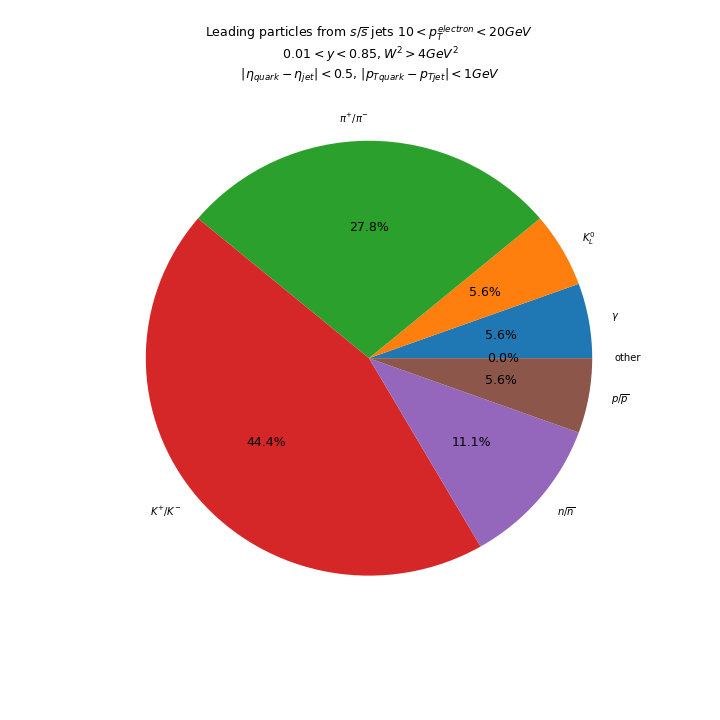 Leading particles from s/s̅ jets 10 < p_T^electron < 20GeV
0.01 < y < 0.85, W² > 4GeV²
|η_quark − η_jet| < 0.5, |p_Tquark − p_Tjet| < 1GeV
π⁺/π⁻
27.8%
K_L^0
5.6%
γ
5.6%
0.0%
other
5.6%
p/p̅
44.4%
11.1%
K⁺/K⁻
n/n̅